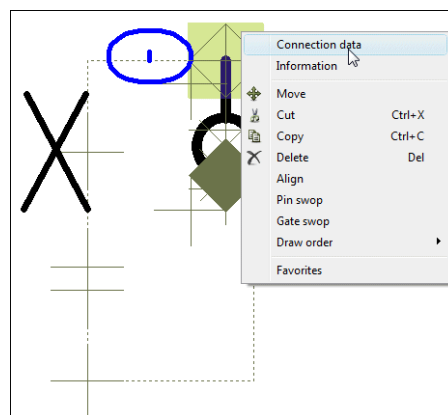 Connection data
Information
Move
Cut Ctrl+X
Copy Ctrl+C
Delete Del
Align
Pin swop
Gate swop
Draw order
Favorites